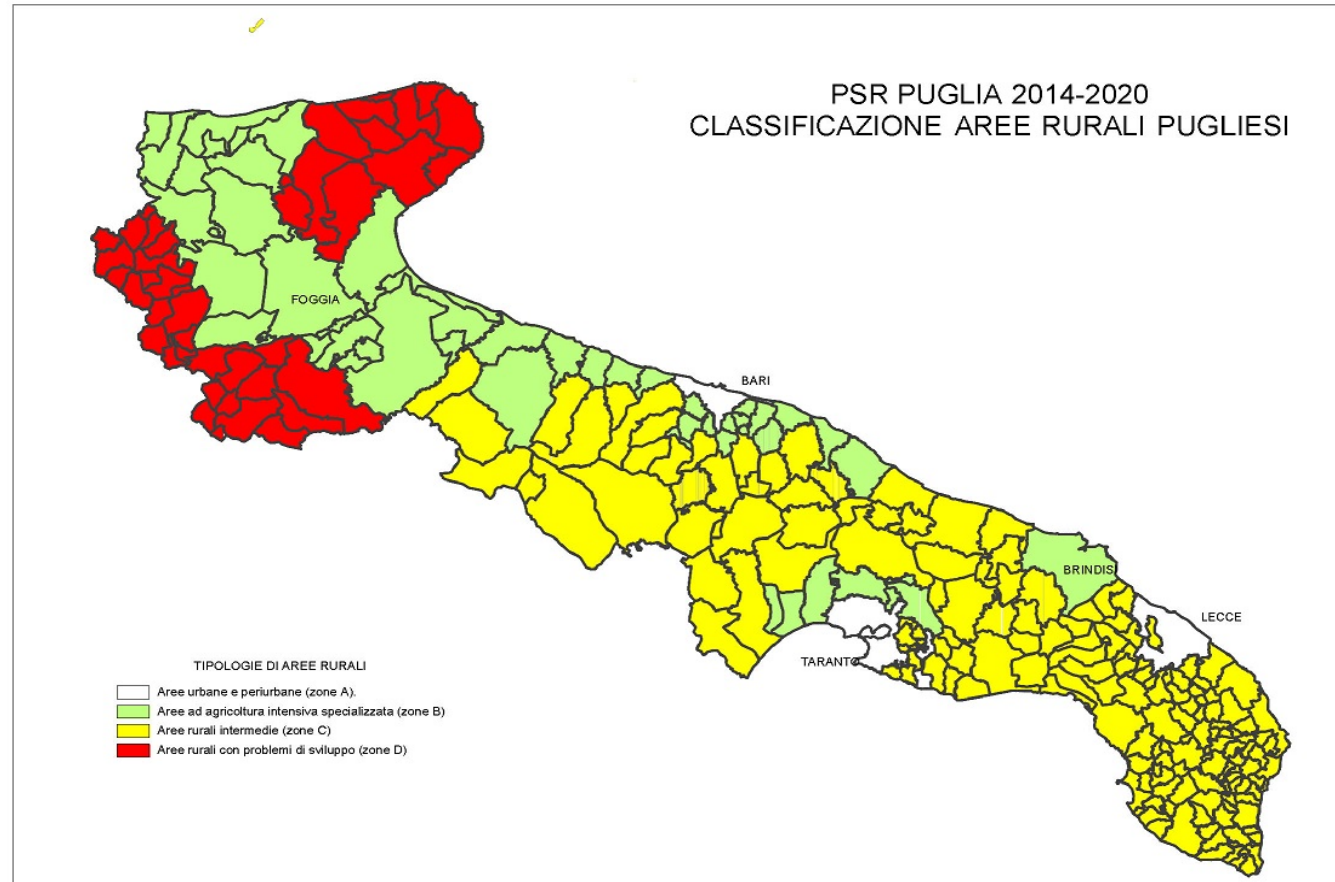 PSR PUGLIA 2014-2020
CLASSIFICAZIONE AREE RURALI PUGLIESI
FOGGIA
BARI
BRINDISI
LECCE
TARANTO
TIPOLOGIE DI AREE RURALI
Aree urbane e periurbane (zone A).
Aree ad agricoltura intensiva specializzata (zone B)
Aree rurali intermedie (zone C)
Aree rurali con problemi di sviluppo (zone D)